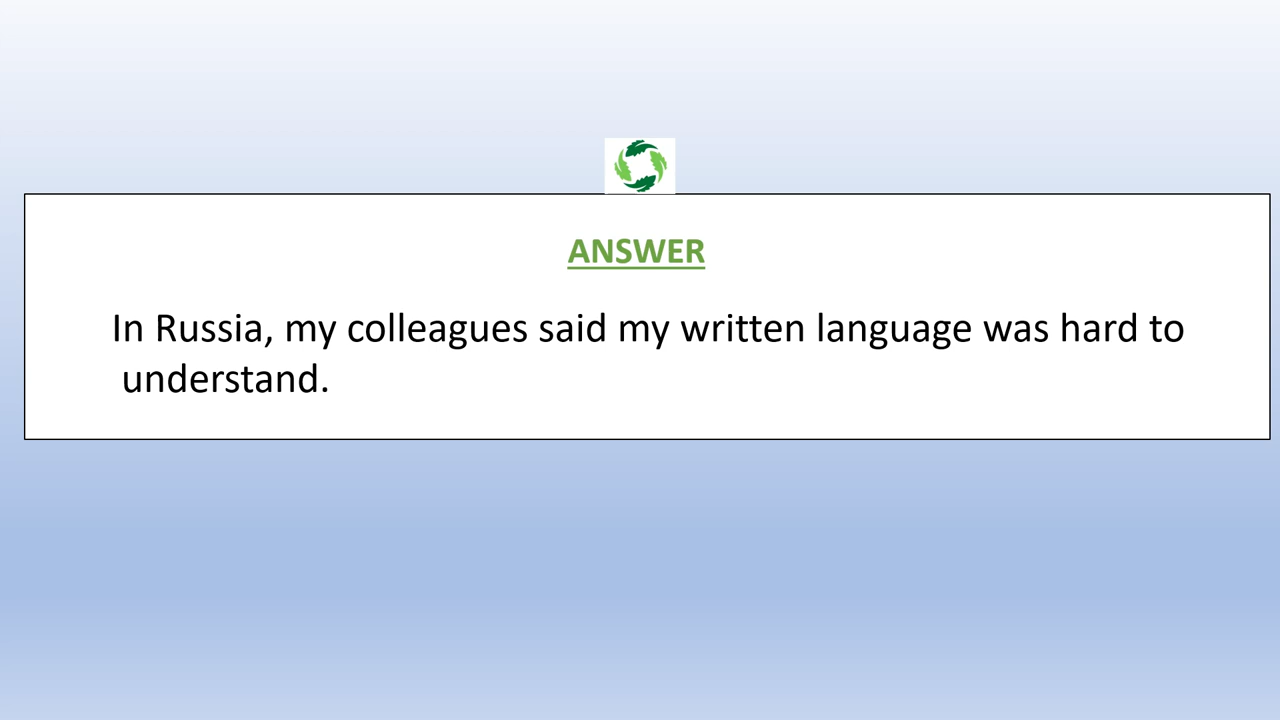 ANSWER
In Russia, my colleagues said my written language was hard to
understand.